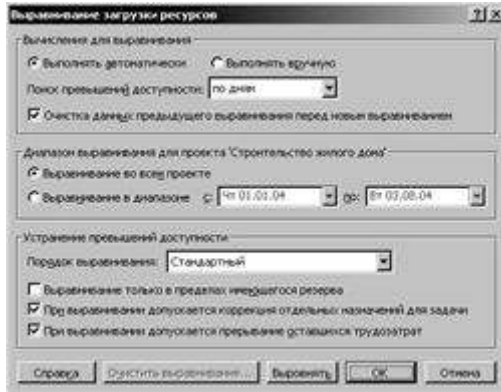 Выравнивание загрузки ресурсов
Вычисления для выравнивания
Выполнять автоматически Выполнять вручную
Поиск превышений доступности: по дням
Очистка данных предыдущего выравнивания перед новым выравниванием
Диапазон выравнивания для проекта 'Строительство жилого дома'
Выравнивание во всем проекте
Выравнивание в диапазоне с: Чт 01.01.04 по: Вт 03.08.04
Устранение превышений доступности
Порядок выравнивания: Стандартный
Выравнивание только в пределах имеющегося резерва
При выравнивании допускается коррекция отдельных назначений для задачи
При выравнивании допускается прерывание оставшихся трудозатрат
Справка Очистить выравнивание... Выровнять ОК Отмена